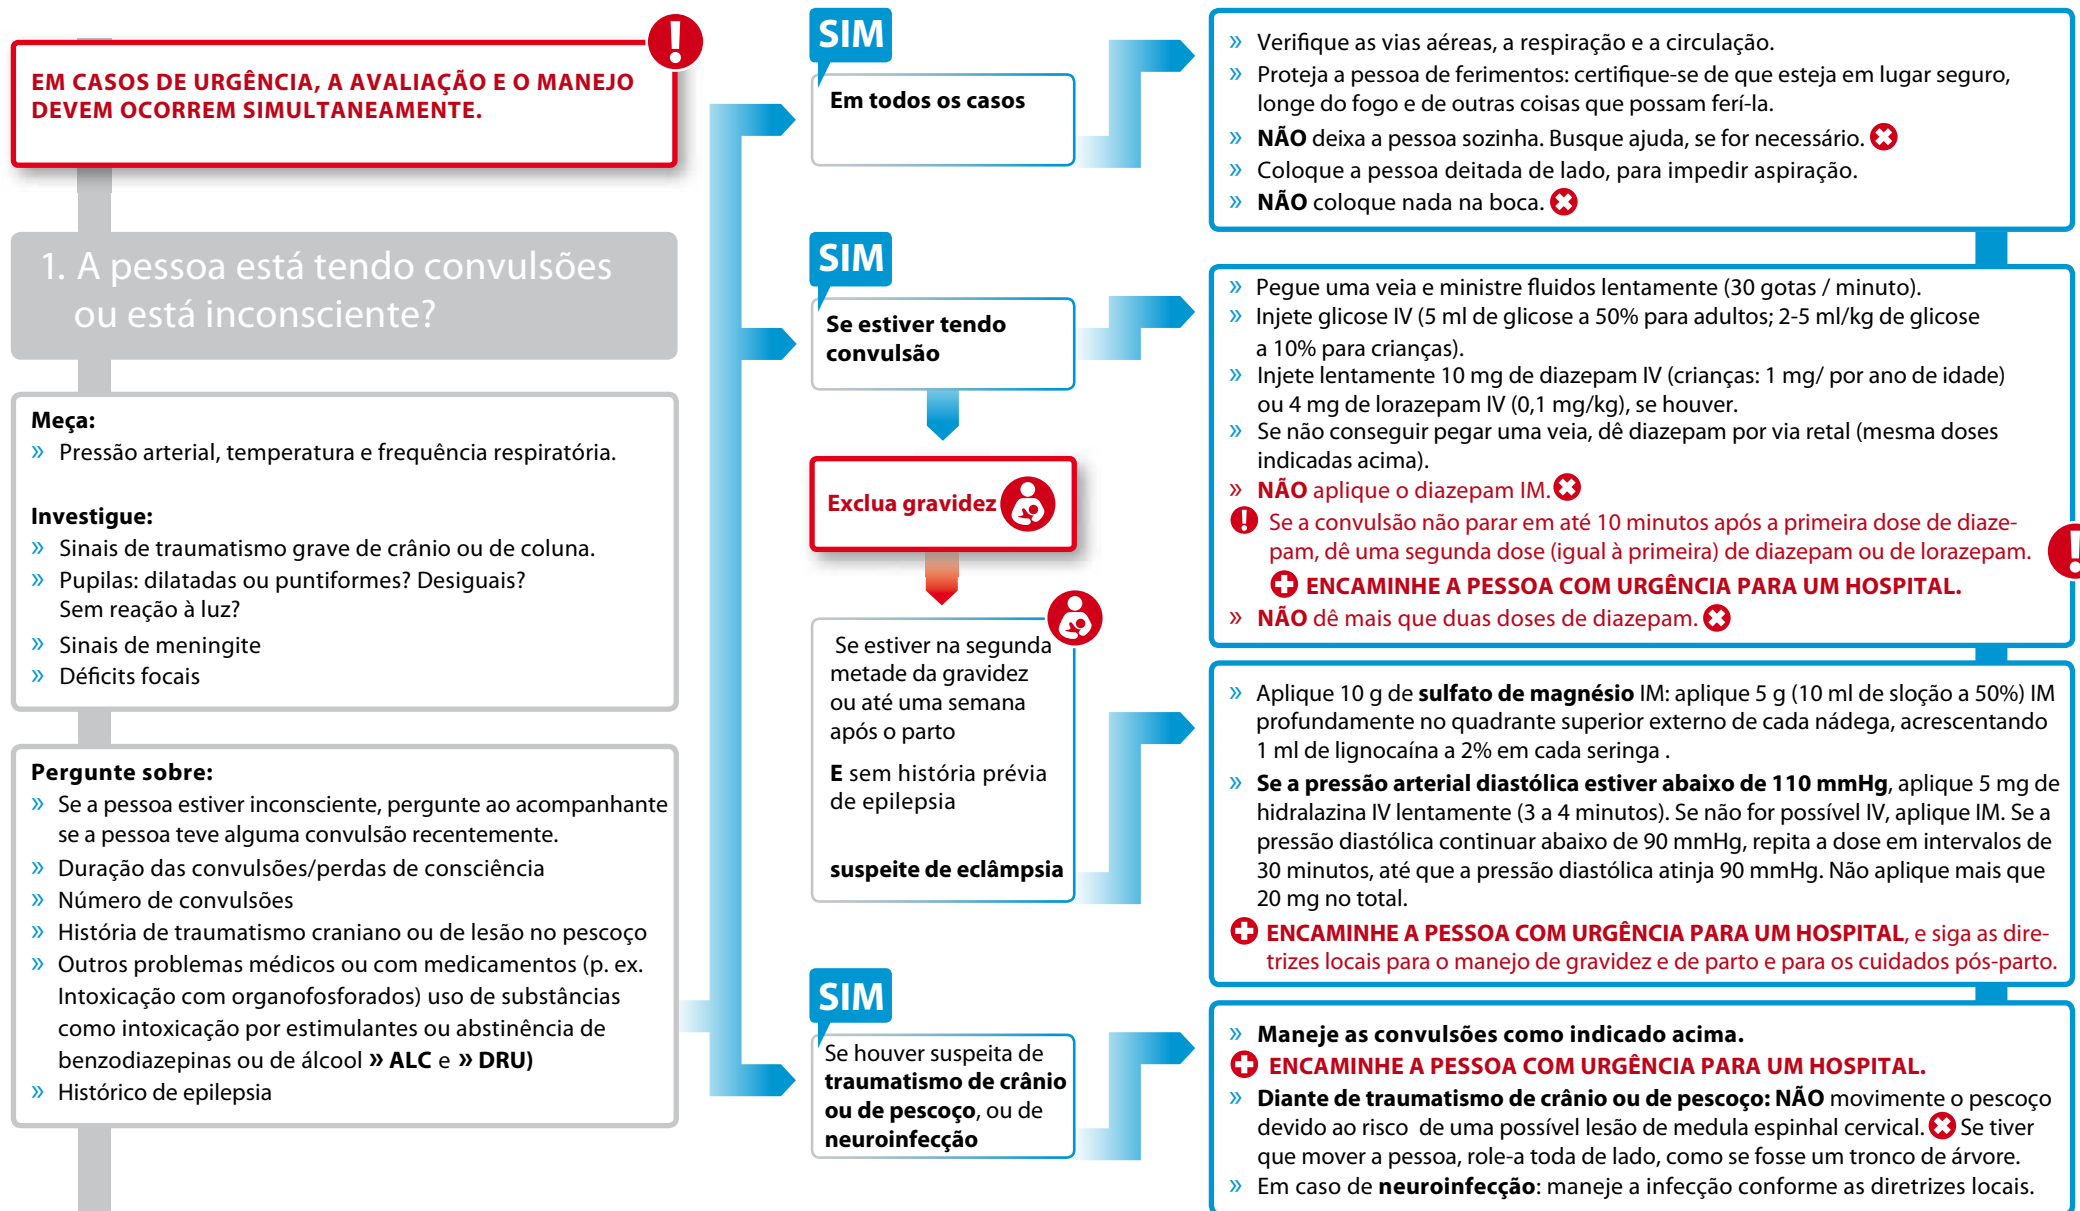 EM CASOS DE URGÊNCIA, A AVALIAÇÃO E O MANEJO
DEVEM OCORREM SIMULTANEAMENTE.
1. A pessoa está tendo convulsões
ou está inconsciente?
Meça:
» Pressão arterial, temperatura e frequência respiratória.
Investigue:
» Sinais de traumatismo grave de crânio ou de coluna.
» Pupilas: dilatadas ou puntiformes? Desiguais?
Sem reação à luz?
» Sinais de meningite
» Déficits focais
Pergunte sobre:
» Se a pessoa estiver inconsciente, pergunte ao acompanhante
se a pessoa teve alguma convulsão recentemente.
» Duração das convulsões/perdas de consciência
» Número de convulsões
» História de traumatismo craniano ou de lesão no pescoço
» Outros problemas médicos ou com medicamentos (p. ex.
Intoxicação com organofosforados) uso de substâncias
como intoxicação por estimulantes ou abstinência de
benzodiazepinas ou de álcool » ALC e » DRU)
» Histórico de epilepsia
SIM
Em todos os casos
» Verifique as vias aéreas, a respiração e a circulação.
» Proteja a pessoa de ferimentos: certifique-se de que esteja em lugar seguro,
longe do fogo e de outras coisas que possam ferí-la.
» NÃO deixa a pessoa sozinha. Busque ajuda, se for necessário.
» Coloque a pessoa deitada de lado, para impedir aspiração.
» NÃO coloque nada na boca.
SIM
Se estiver tendo
convulsão
» Pegue uma veia e ministre fluidos lentamente (30 gotas / minuto).
» Injete glicose IV (5 ml de glicose a 50% para adultos; 2-5 ml/kg de glicose
a 10% para crianças).
» Injete lentamente 10 mg de diazepam IV (crianças: 1 mg/ por ano de idade)
ou 4 mg de lorazepam IV (0,1 mg/kg), se houver.
» Se não conseguir pegar uma veia, dê diazepam por via retal (mesma doses
indicadas acima).
» NÃO aplique o diazepam IM.
! Se a convulsão não parar em até 10 minutos após a primeira dose de diaze-
pam, dê uma segunda dose (igual à primeira) de diazepam ou de lorazepam.
ENCAMINHE A PESSOA COM URGÊNCIA PARA UM HOSPITAL.
» NÃO dê mais que duas doses de diazepam.
Exclua gravidez
Se estiver na segunda
metade da gravidez
ou até uma semana
após o parto
E sem história prévia
de epilepsia
suspeite de eclâmpsia
» Aplique 10 g de sulfato de magnésio IM: aplique 5 g (10 ml de sloção a 50%) IM
profundamente no quadrante superior externo de cada nádega, acrescentando
1 ml de lignocaína a 2% em cada seringa .
» Se a pressão arterial diastólica estiver abaixo de 110 mmHg, aplique 5 mg de
hidralazina IV lentamente (3 a 4 minutos). Se não for possível IV, aplique IM. Se a
pressão diastólica continuar abaixo de 90 mmHg, repita a dose em intervalos de
30 minutos, até que a pressão diastólica atinja 90 mmHg. Não aplique mais que
20 mg no total.
ENCAMINHE A PESSOA COM URGÊNCIA PARA UM HOSPITAL, e siga as dire-
trizes locais para o manejo de gravidez e de parto e para os cuidados pós-parto.
SIM
Se houver suspeita de
traumatismo de crânio
ou de pescoço, ou de
neuroinfecção
» Maneje as convulsões como indicado acima.
ENCAMINHE A PESSOA COM URGÊNCIA PARA UM HOSPITAL.
» Diante de traumatismo de crânio ou de pescoço: NÃO movimente o pescoço
devido ao risco de uma possível lesão de medula espinhal cervical. Se tiver
que mover a pessoa, role-a toda de lado, como se fosse um tronco de árvore.
» Em caso de neuroinfecção: maneje a infecção conforme as diretrizes locais.